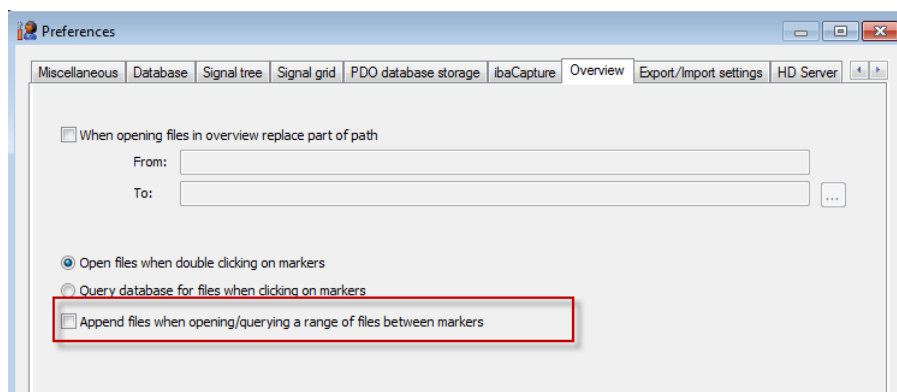 Preferences
Miscellaneous Database Signal tree Signal grid PDO database storage ibaCapture Overview Export/Import settings HD Server
When opening files in overview replace part of path
From:
To:
...
Open files when double clicking on markers
Query database for files when clicking on markers
Append files when opening/querying a range of files between markers